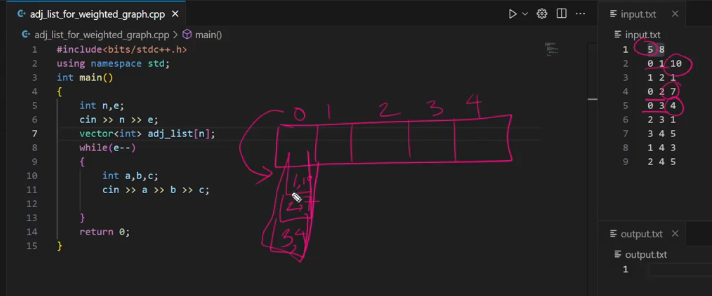 adj_list_for_weighted_graph.cpp
adj_list_for_weighted_graph.cpp > main()
1 #include<bits/stdc++.h>
2 using namespace std;
3 int main()
4 {
5 int n,e;
6 cin >> n >> e;
7 vector<int> adj_list[n];
8 while(e--)
9 {
10 int a,b,c;
11 cin >> a >> b >> c;
12
13 }
14 return 0;
15 }
0 1 2 3 4
1,10
2,7
3 4
input.txt
input.txt
1 5 8
2 0 1 10
3 1 2 1
4 0 2 7
5 0 3 4
6 2 3 1
7 3 4 5
8 1 4 3
9 2 4 5
output.txt
output.txt
1